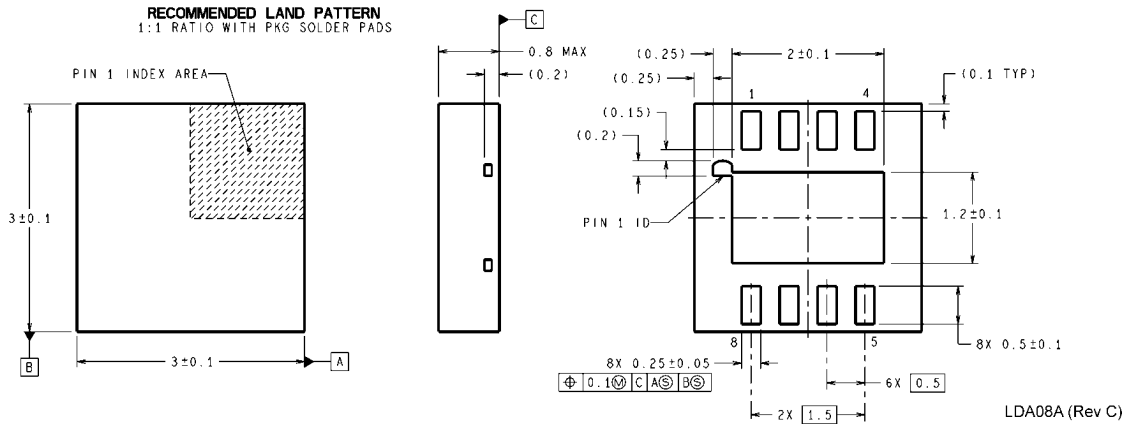 RECOMMENDED LAND PATTERN
1:1 RATIO WITH PKG SOLDER PADS
PIN 1 INDEX AREA
3±0.1
3±0.1
B
A
C
0.8 MAX
(0.2)
(0.25)
2±0.1
(0.25)
(0.1 TYP)
1
4
(0.15)
(0.2)
PIN 1 ID
1.2±0.1
8
5
8X 0.5±0.1
8X 0.25±0.05
⌖ 0.1Ⓜ C AⓈ BⓈ
6X 0.5
2X 1.5
LDA08A (Rev C)